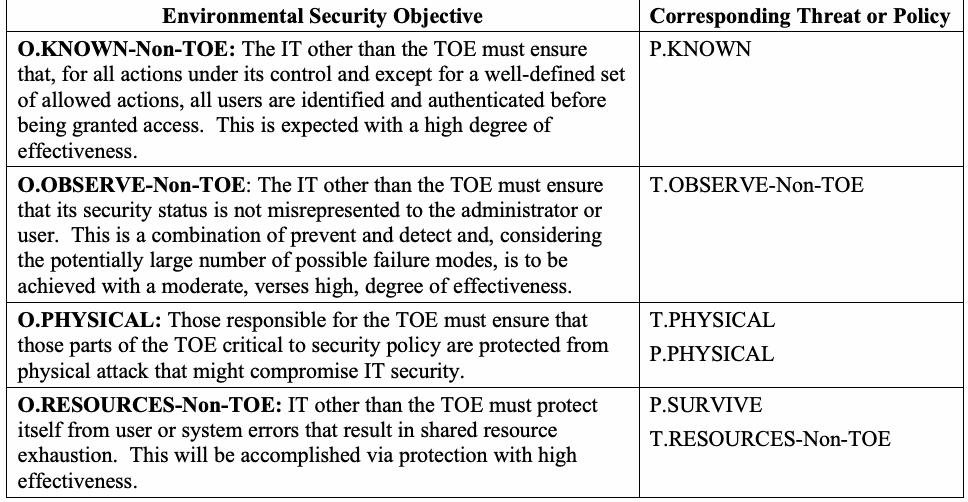 Environmental Security Objective
Corresponding Threat or Policy
O.KNOWN-Non-TOE: The IT other than the TOE must ensure
that, for all actions under its control and except for a well-defined set
of allowed actions, all users are identified and authenticated before
being granted access. This is expected with a high degree of
effectiveness.
P.KNOWN
O.OBSERVE-Non-TOE: The IT other than the TOE must ensure
that its security status is not misrepresented to the administrator or
user. This is a combination of prevent and detect and, considering
the potentially large number of possible failure modes, is to be
achieved with a moderate, verses high, degree of effectiveness.
T.OBSERVE-Non-TOE
O.PHYSICAL: Those responsible for the TOE must ensure that
those parts of the TOE critical to security policy are protected from
physical attack that might compromise IT security.
T.PHYSICAL
P.PHYSICAL
O.RESOURCES-Non-TOE: IT other than the TOE must protect
itself from user or system errors that result in shared resource
exhaustion. This will be accomplished via protection with high
effectiveness.
P.SURVIVE
T.RESOURCES-Non-TOE